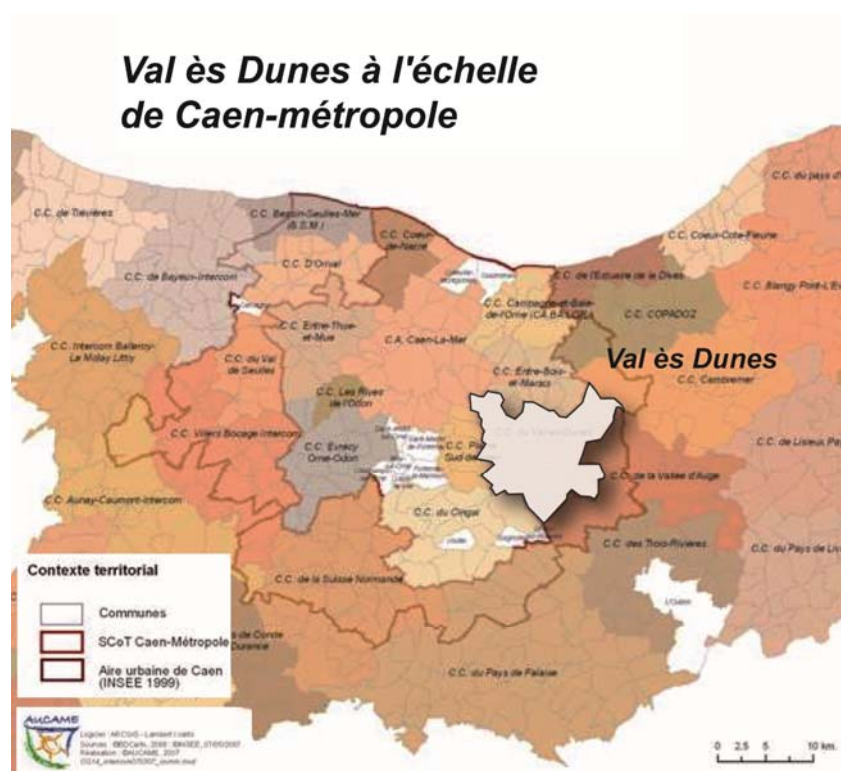 Val ès Dunes à l'échelle
de Caen-métropole
C.C. de Trévières
C.C. Bessin-Seulles-Mer
(B.S.M.)
C.C. Coeur-
de-Nacre
C.C. du pays d'
C.C. Coeur-Cote-Fleurie
C.C. D'Orival
C.C. de Bayeux-Intercom
C.C. de l'Estuaire de la Dives
C.C. Campagne-et-Baie-
de-l'Orne (CA.BA.L'OR)
C.C. Blangy Pont-L'Ev
C.C. COPADOZ
C.C. Entre-Thue-
et-Mue
C.A. Caen-La-Mer
C.C. Intercom Balleroy-
Le Molay Littry
C.C. du Val
de Seulles
C.C. Entre-Bois-
et-Marais
Val ès Dunes
C.C. Cambremer
C.C. Les Rives
de l'Odon
C.C. Villers Bocage Intercom
C.C. Evrecy
Orne-Odon
C.C. de Lisieux Pa
C.C. de la Vallée d'Auge
C.C. Aunay-Caumont-Intercom
C.C. du Cingal
C.C. des Trois-Rivières
C.C. du Pays de Liv
C.C. de la Suisse Normande
L'Oudon
C.C. du Pays de Falaise
Contexte territorial
Communes
SCoT Caen-Métropole
Aire urbaine de Caen
(INSEE 1999)
AUCAME
0 2.5 5 10 km.